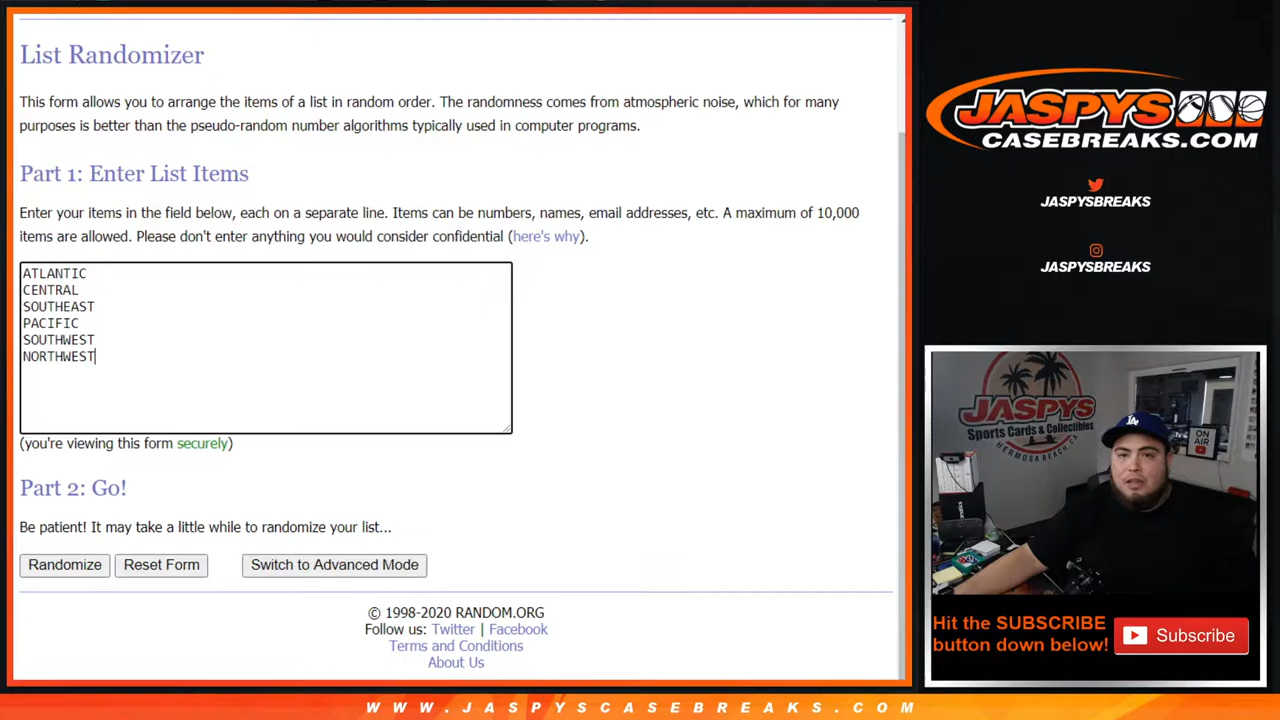 List Randomizer
This form allows you to arrange the items of a list in random order. The randomness comes from atmospheric noise, which for many
purposes is better than the pseudo-random number algorithms typically used in computer programs.
Part 1: Enter List Items
Enter your items in the field below, each on a separate line. Items can be numbers, names, email addresses, etc. A maximum of 10,000
items are allowed. Please don't enter anything you would consider confidential (here's why).
ATLANTIC
CENTRAL
SOUTHEAST
PACIFIC
SOUTHWEST
NORTHWEST
(you're viewing this form securely)
Part 2: Go!
Be patient! It may take a little while to randomize your list...
Randomize Reset Form Switch to Advanced Mode
© 1998-2020 RANDOM.ORG
Follow us: Twitter | Facebook
Terms and Conditions
About Us
JASPYS
CASEBREAKS.COM
JASPYSBREAKS
JASPYSBREAKS
JASPYS
Sports Cards & Collectibles
HERMOSA BEACH, CA
LA
ON
AIR
Hit the SUBSCRIBE
button down below!
Subscribe
WWW.JASPYSCASEBREAKS.COM